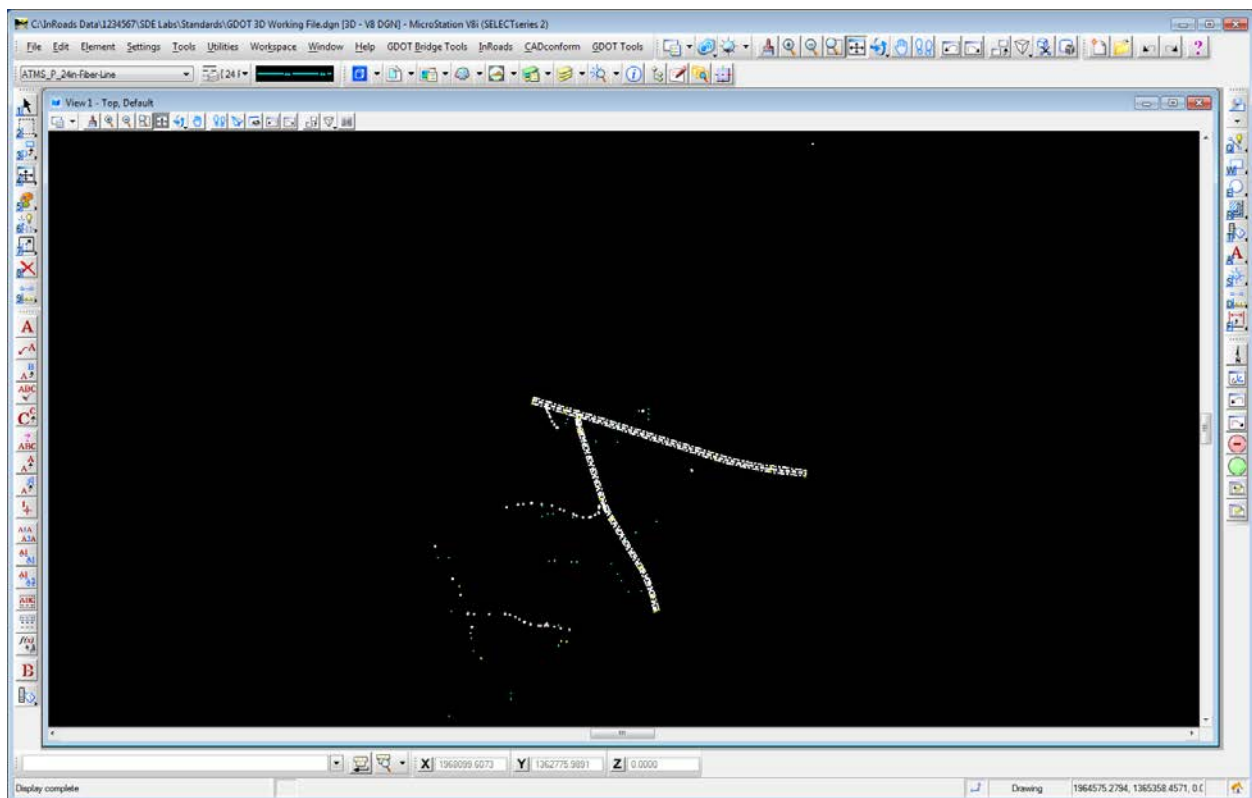 C:\InRoads Data\1234567\SDE Labs\Standards\GDOT 3D Working File.dgn [3D - V8 DGN] - MicroStation V8i (SELECTseries 2)
File Edit Element Settings Tools Utilities Workspace Window Help GDOT Bridge Tools InRoads CADconform GDOT Tools
ATMS_P_24n-Fiber-Line
View 1 - Top, Default
X 1968099.6073 Y 1362775.9891 Z 0.0000
Display complete
Drawing 1964575.2794, 1365358.4571, 0.0